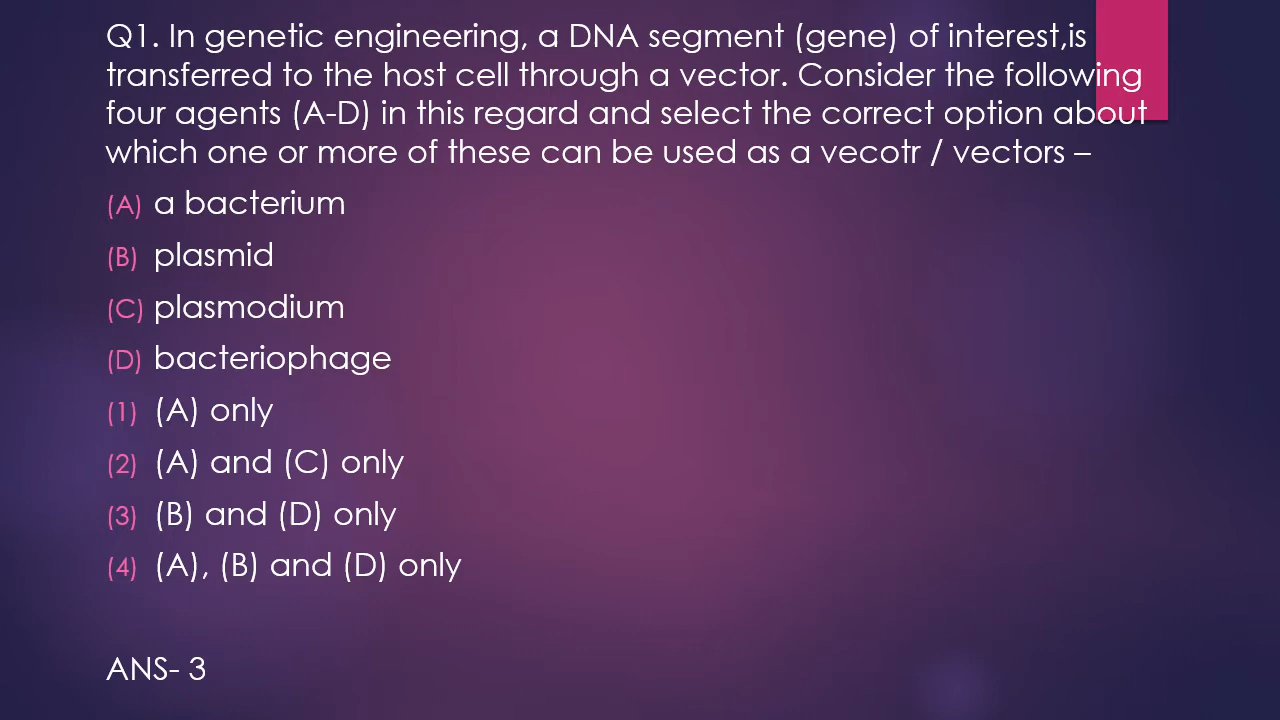 Q1. In genetic engineering, a DNA segment (gene) of interest,is
transferred to the host cell through a vector. Consider the following
four agents (A-D) in this regard and select the correct option about
which one or more of these can be used as a vecotr / vectors –
(A) a bacterium
(B) plasmid
(C) plasmodium
(D) bacteriophage
(1) (A) only
(2) (A) and (C) only
(3) (B) and (D) only
(4) (A), (B) and (D) only
ANS- 3